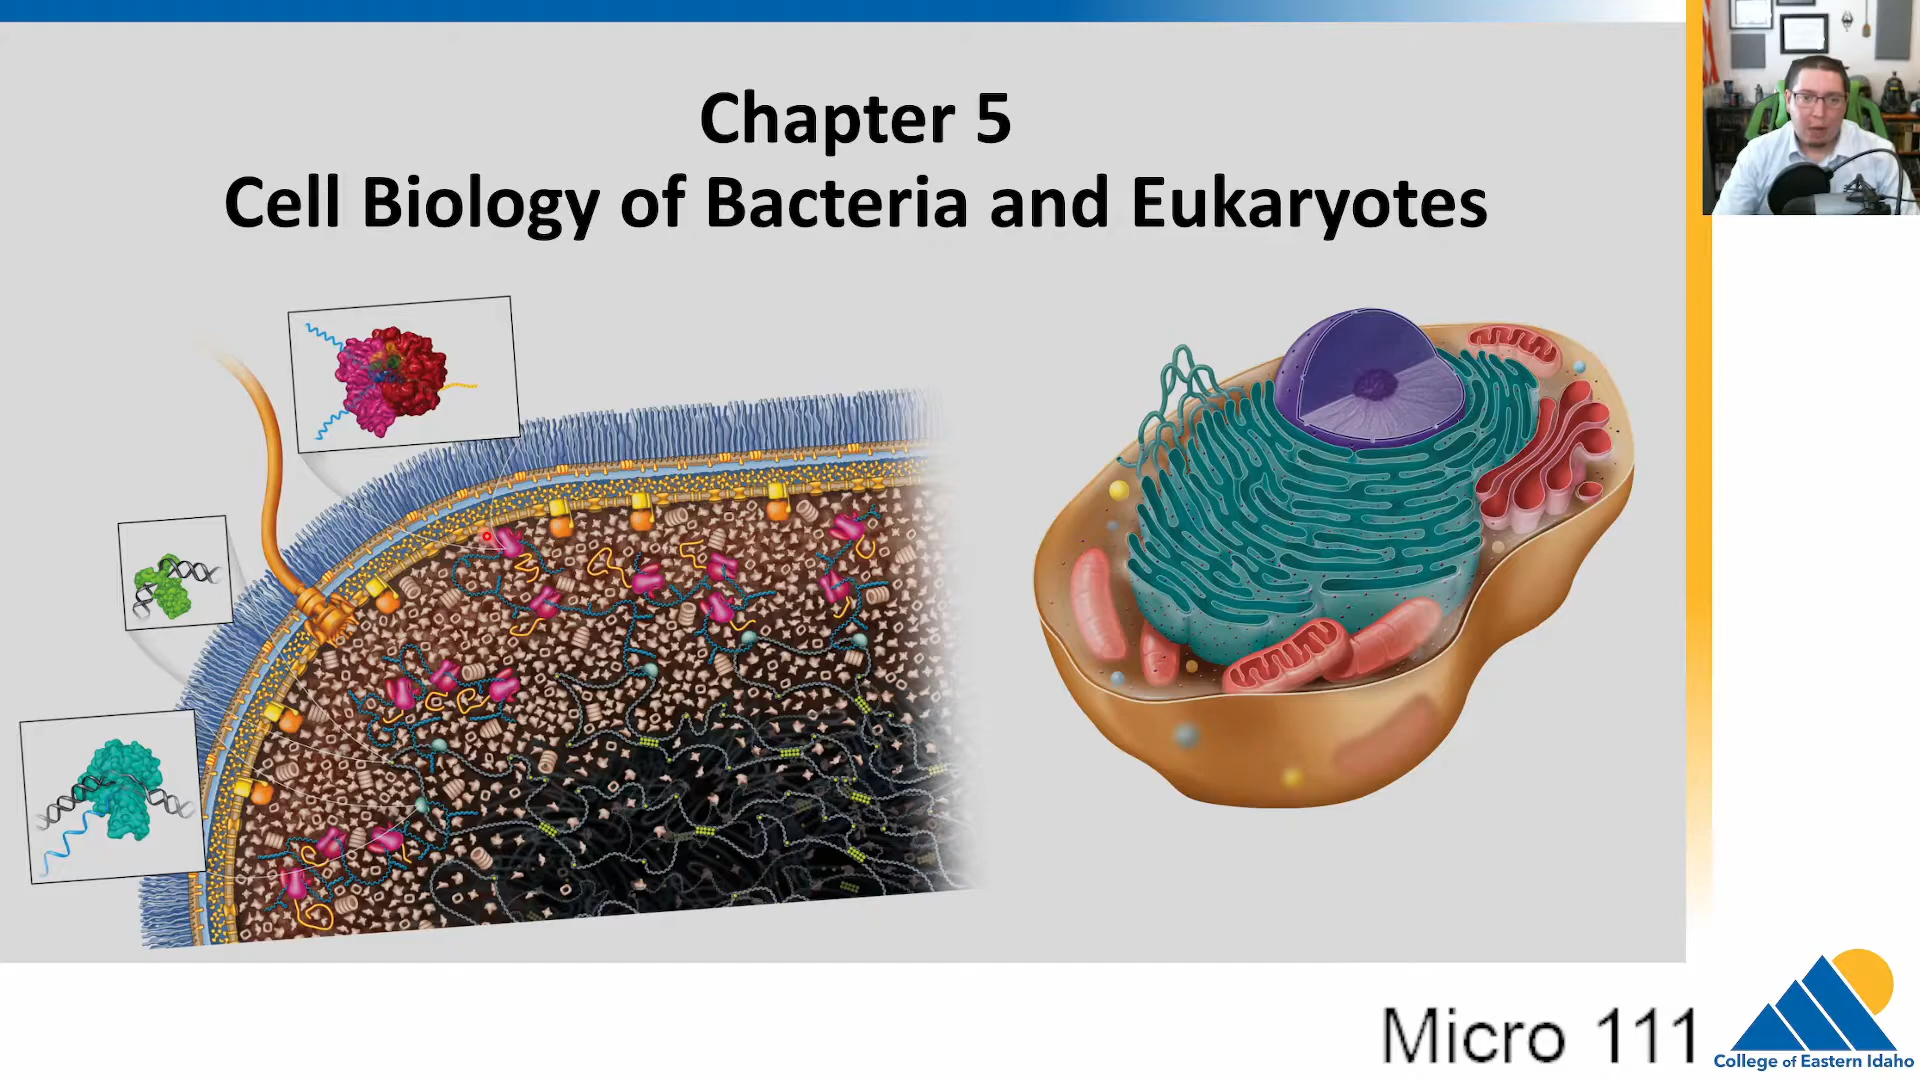 Chapter 5
Cell Biology of Bacteria and Eukaryotes
Micro 111
College of Eastern Idaho